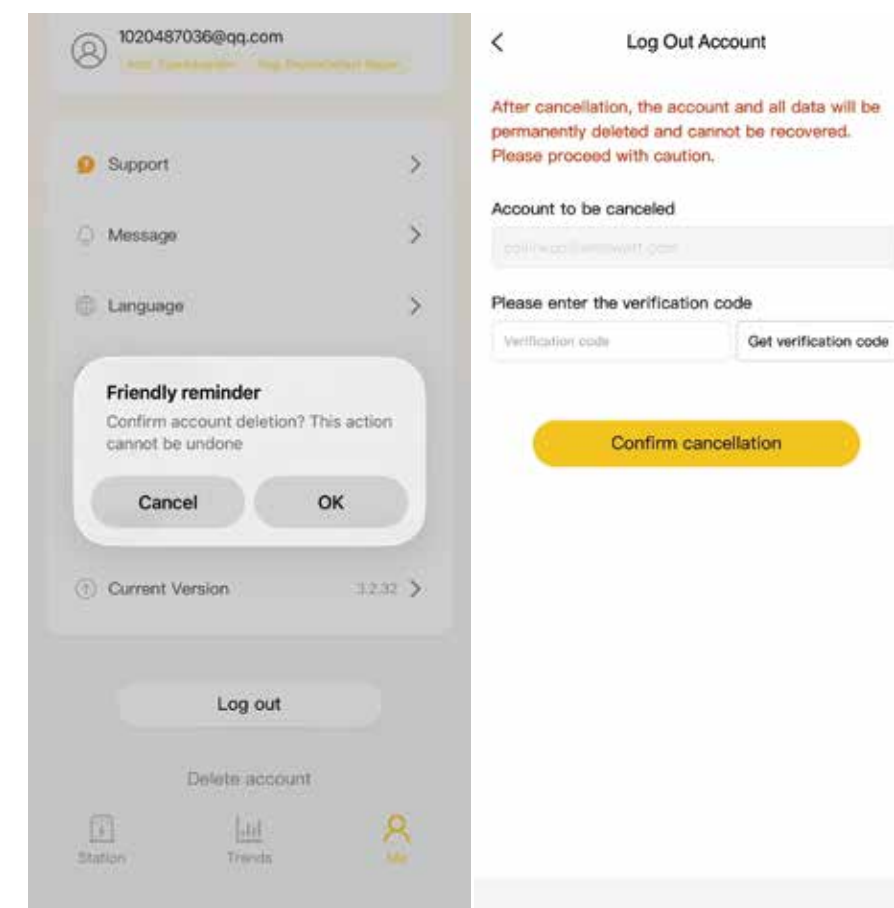 1020487036@qq.com
Support
Message
Language
Friendly reminder
Confirm account deletion? This action
cannot be undone
Cancel
OK
Current Version
3.2.32
Log out
Delete account
Station
Trends
Me
Log Out Account
After cancellation, the account and all data will be
permanently deleted and cannot be recovered.
Please proceed with caution.
Account to be canceled
Please enter the verification code
Verification code
Get verification code
Confirm cancellation